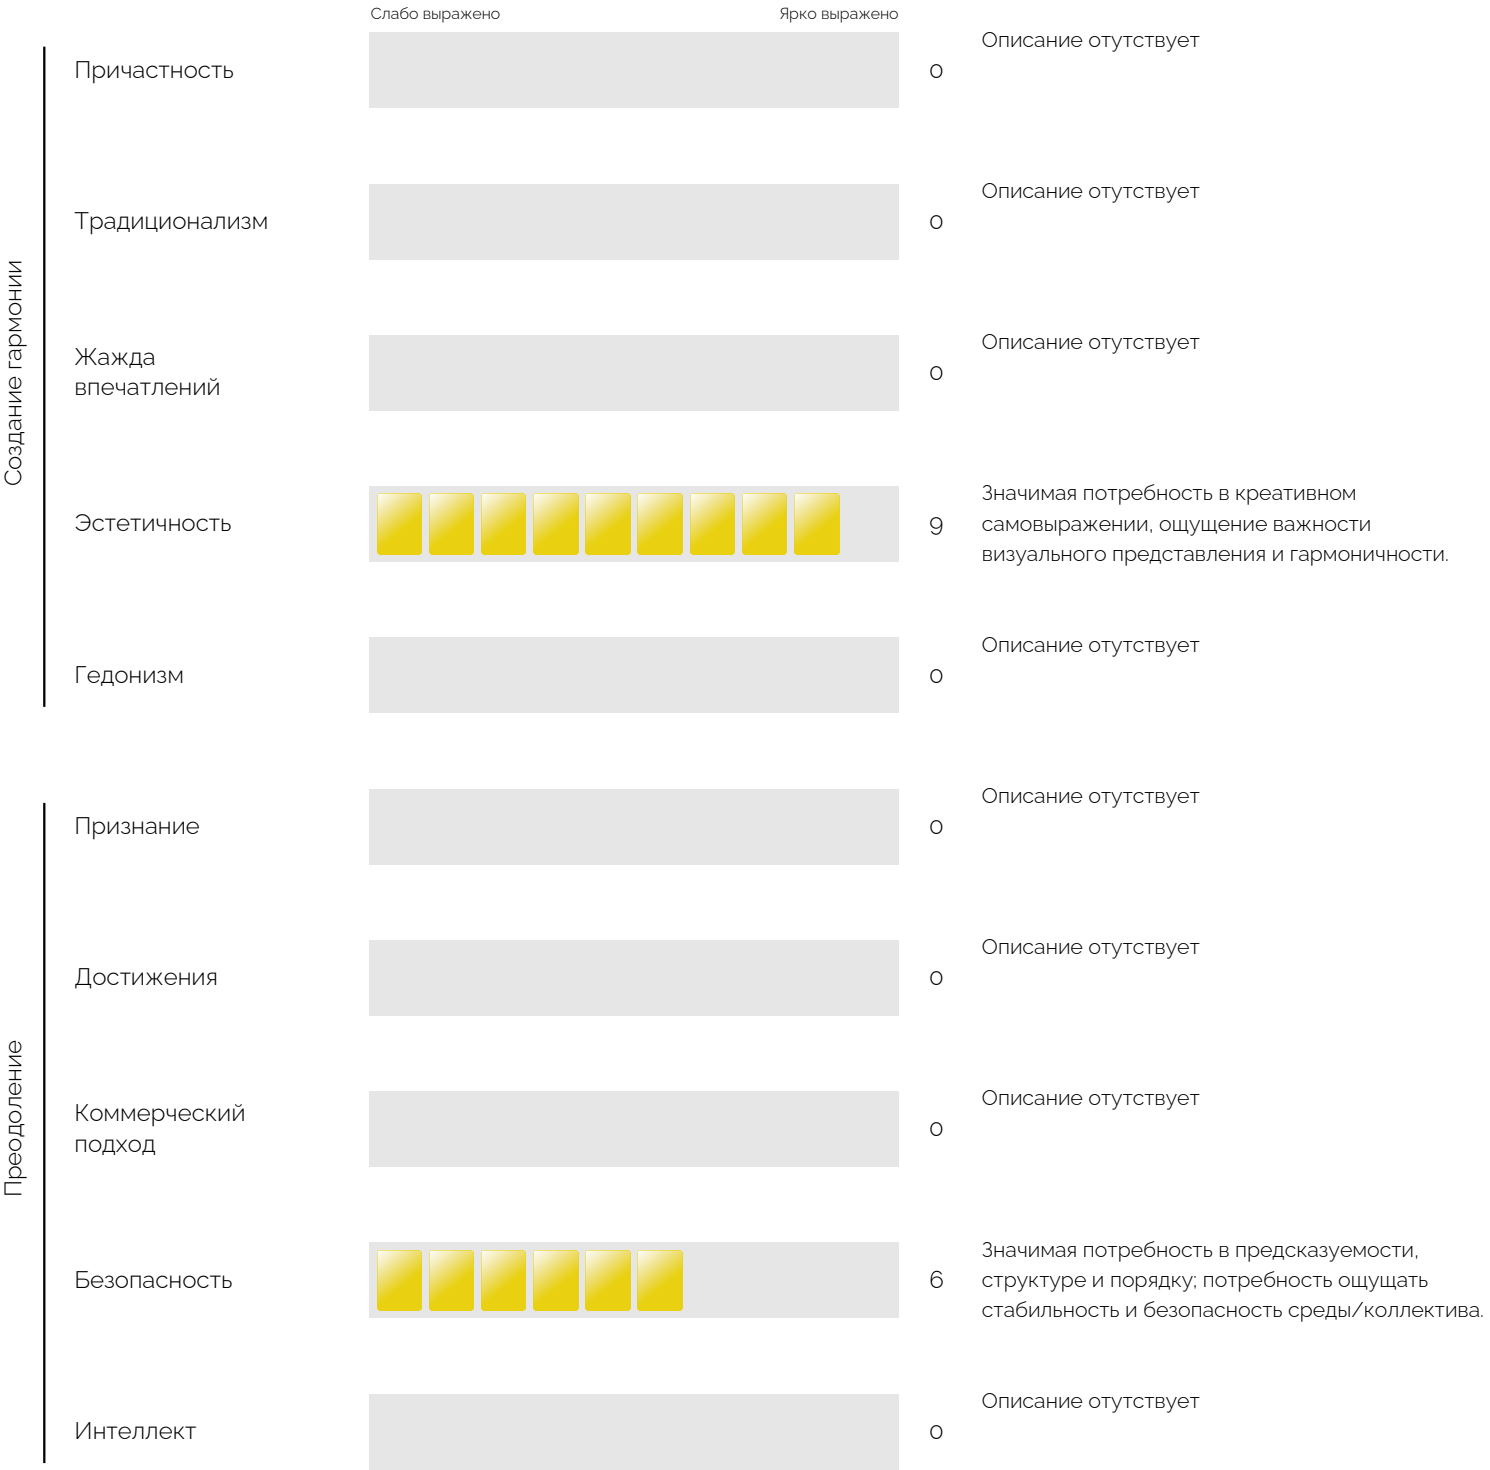 Слабо выражено
Ярко выражено
Создание гармонии
Причастность
0
Описание отутствует
Традиционализм
0
Описание отутствует
Жажда
впечатлений
0
Описание отутствует
Эстетичность
9
Значимая потребность в креативном
самовыражении, ощущение важности
визуального представления и гармоничности.
Гедонизм
0
Описание отутствует
Преодоление
Признание
0
Описание отутствует
Достижения
0
Описание отутствует
Коммерческий
подход
0
Описание отутствует
Безопасность
6
Значимая потребность в предсказуемости,
структуре и порядку; потребность ощущать
стабильность и безопасность среды/коллектива.
Интеллект
0
Описание отутствует